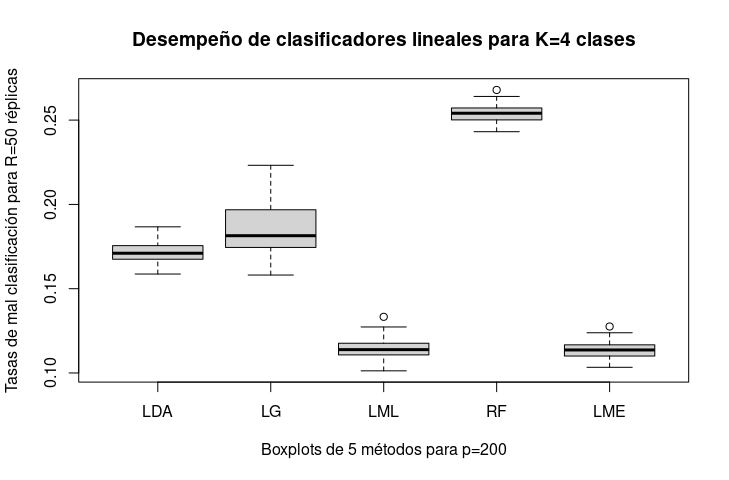 Desempeño de clasificadores lineales para K=4 clases
Tasas de mal clasificación para R=50 réplicas
0.25
0.20
0.15
0.10
LDA LG LML RF LME
Boxplots de 5 métodos para p=200